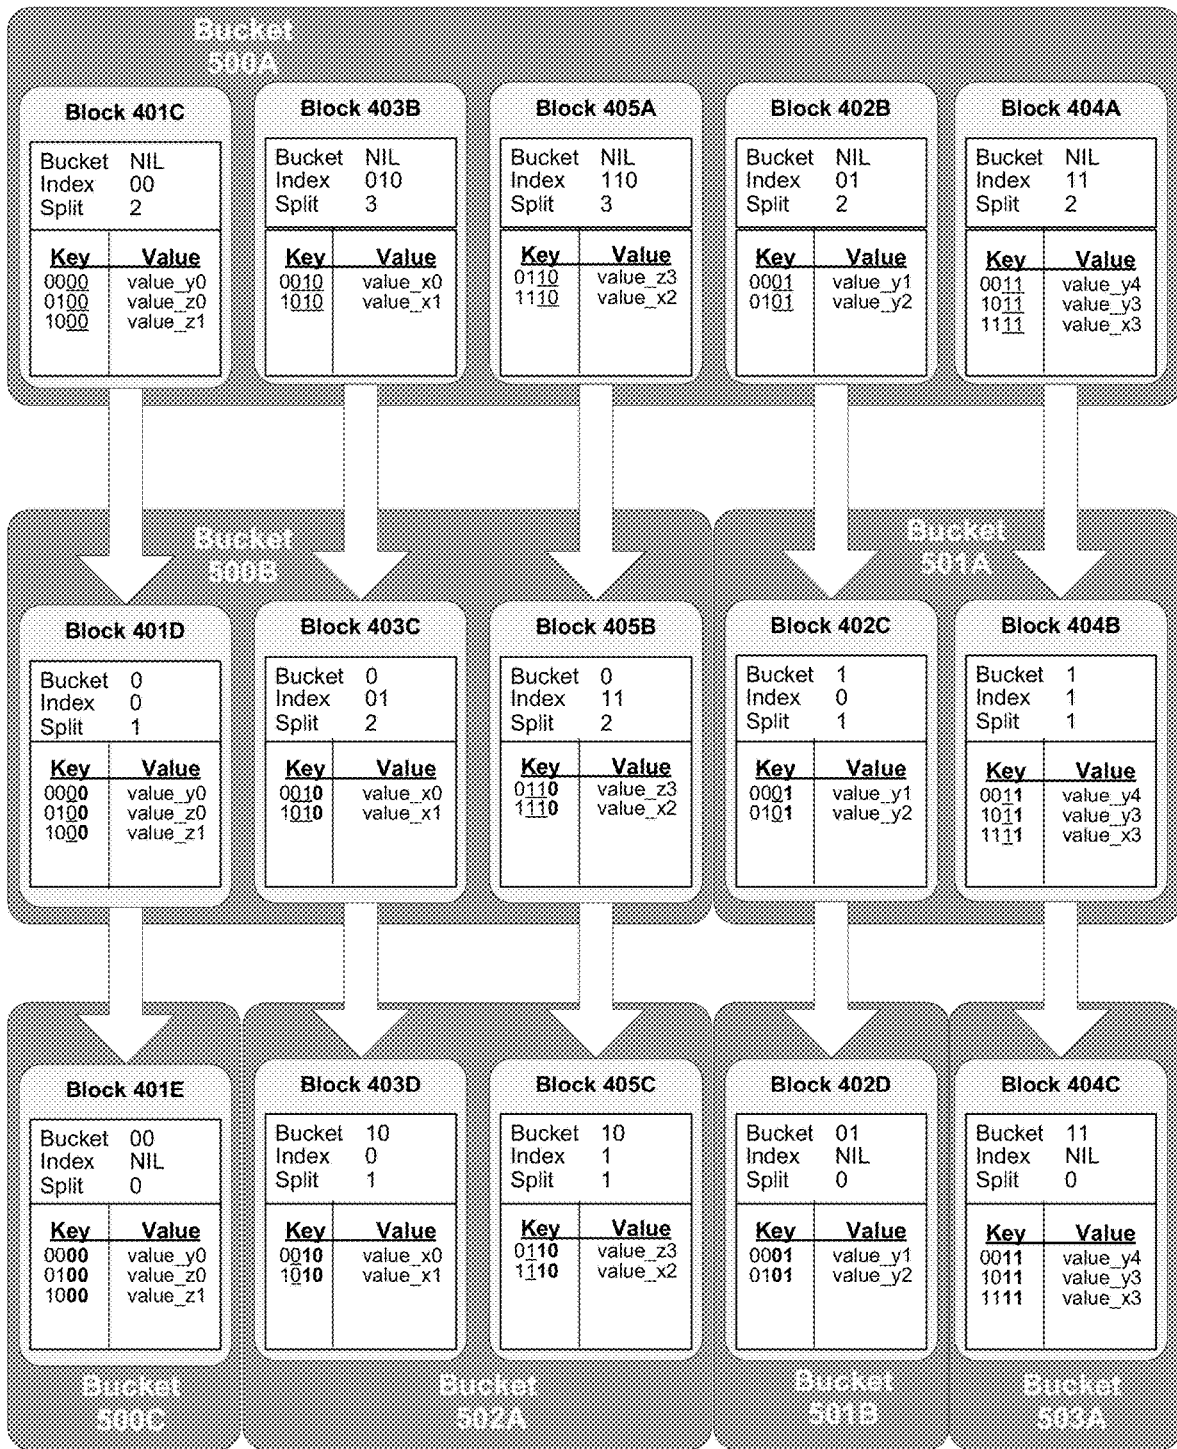 Bucket
500A
Block 401C
Bucket NIL
Index 00
Split 2
Key Value
0000 value_y0
0100 value_z0
1000 value_z1
Block 403B
Bucket NIL
Index 010
Split 3
Key Value
0010 value_x0
1010 value_x1
Block 405A
Bucket NIL
Index 110
Split 3
Key Value
0110 value_z3
1110 value_x2
Block 402B
Bucket NIL
Index 01
Split 2
Key Value
0001 value_y1
0101 value_y2
Block 404A
Bucket NIL
Index 11
Split 2
Key Value
0011 value_y4
1011 value_y3
1111 value_x3
Bucket
500B
Block 401D
Bucket 0
Index 0
Split 1
Key Value
0000 value_y0
0100 value_z0
1000 value_z1
Block 403C
Bucket 0
Index 01
Split 2
Key Value
0010 value_x0
1010 value_x1
Block 405B
Bucket 0
Index 11
Split 2
Key Value
0110 value_z3
1110 value_x2
Bucket
501A
Block 402C
Bucket 1
Index 0
Split 1
Key Value
0001 value_y1
0101 value_y2
Block 404B
Bucket 1
Index 1
Split 1
Key Value
0011 value_y4
1011 value_y3
1111 value_x3
Block 401E
Bucket 00
Index NIL
Split 0
Key Value
0000 value_y0
0100 value_z0
1000 value_z1
Bucket
500C
Block 403D
Bucket 10
Index 0
Split 1
Key Value
0010 value_x0
1010 value_x1
Block 405C
Bucket 10
Index 1
Split 1
Key Value
0110 value_z3
1110 value_x2
Bucket
502A
Block 402D
Bucket 01
Index NIL
Split 0
Key Value
0001 value_y1
0101 value_y2
Bucket
501B
Block 404C
Bucket 11
Index NIL
Split 0
Key Value
0011 value_y4
1011 value_y3
1111 value_x3
Bucket
503A